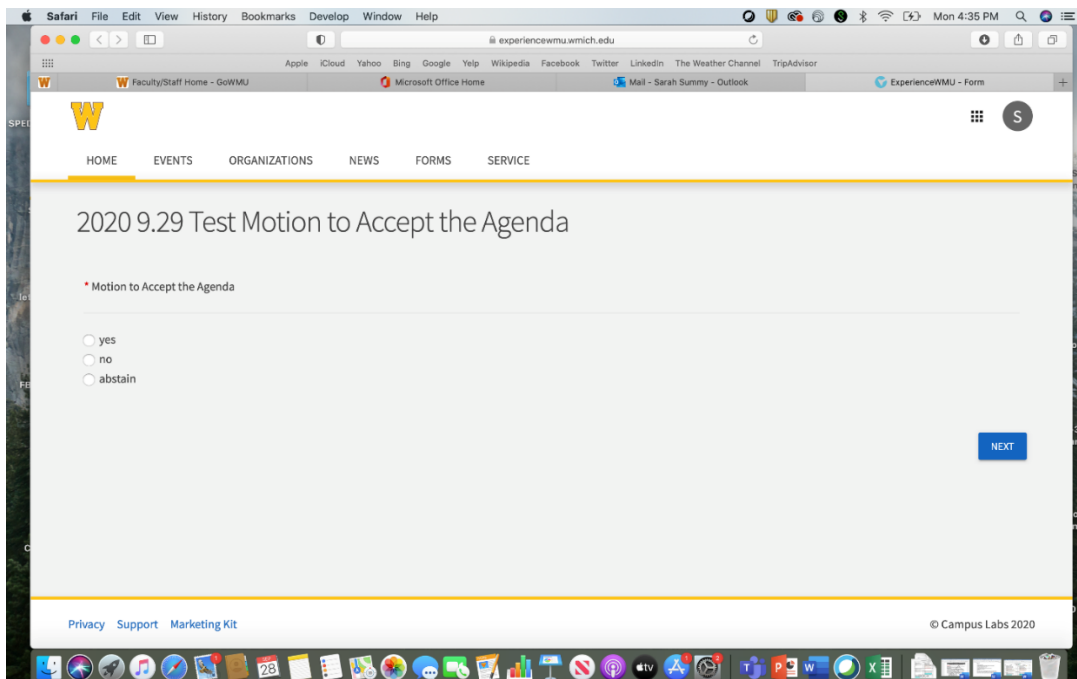 Safari File Edit View History Bookmarks Develop Window Help Mon 4:35 PM
experiencewmu.wmich.edu
Apple iCloud Yahoo Bing Google Yelp Wikipedia Facebook Twitter LinkedIn The Weather Channel TripAdvisor
W W Faculty/Staff Home - GoWMU Microsoft Office Home Mail - Sarah Summy - Outlook ExperienceWMU - Form
W S
HOME EVENTS ORGANIZATIONS NEWS FORMS SERVICE
2020 9.29 Test Motion to Accept the Agenda
* Motion to Accept the Agenda
yes
no
abstain
NEXT
Privacy Support Marketing Kit © Campus Labs 2020
28 tv